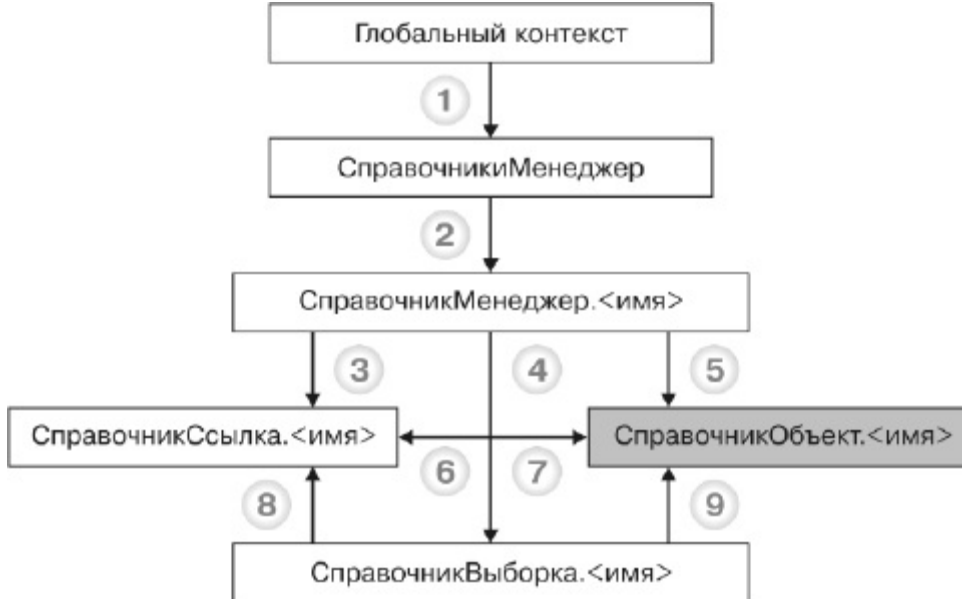 Глобальный контекст
1
СправочникиМенеджер
2
СправочникМенеджер.<имя>
3 4 5
СправочникСсылка.<имя> СправочникОбъект.<имя>
6 7
8 9
СправочникВыборка.<имя>